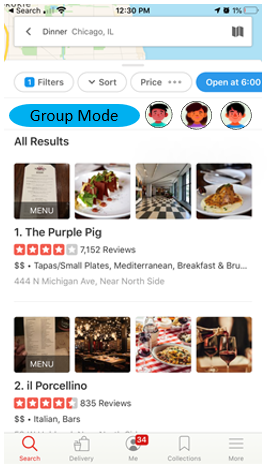 Search
12:30 PM
1%
Dinner Chicago, IL
1 Filters
Sort
Price •••
Open at 6:00
Group Mode
All Results
MENU
1. The Purple Pig
7,152 Reviews
$$ • Tapas/Small Plates, Mediterranean, Breakfast & Bru...
444 N Michigan Ave, Near North Side
MENU
2. il Porcellino
835 Reviews
$$ • Italian, Bars
34
Search
Delivery
Me
Collections
More